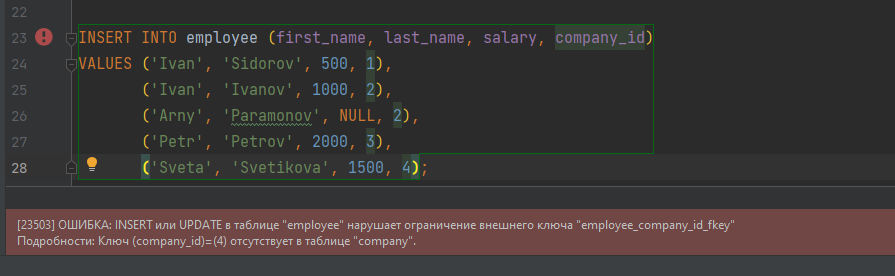 22
23 INSERT INTO employee (first_name, last_name, salary, company_id)
24 VALUES ('Ivan', 'Sidorov', 500, 1),
25 ('Ivan', 'Ivanov', 1000, 2),
26 ('Arny', 'Paramonov', NULL, 2),
27 ('Petr', 'Petrov', 2000, 3),
28 ('Sveta', 'Svetikova', 1500, 4);
[23503] ОШИБКА: INSERT или UPDATE в таблице "employee" нарушает ограничение внешнего ключа "employee_company_id_fkey"
Подробности: Ключ (company_id)=(4) отсутствует в таблице "company".